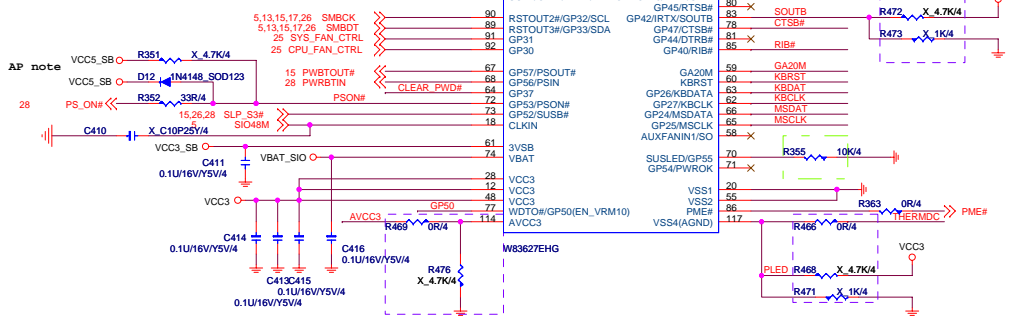 GP45/RTSB# 80
5,13,15,17,26 SMBCK 90 RSTOUT2#/GP32/SCL GP42/IRTX/SOUTB 83 SOUTB R472 X_4.7K/4
5,13,15,17,26 SMBDT 89 RSTOUT3#/GP33/SDA GP47/CTSB# 78 CTSB#
25 SYS_FAN_CTRL 91 GP31 GP44/DTRB# 81 R473 X_1K/4
25 CPU_FAN_CTRL 92 GP30 GP40/RIB# 85 RIB#
AP note
VCC5_SB R351 X_4.7K/4
15 PWBTOUT# 67 GP57/PSOUT# GA20M 59 GA20M
VCC5_SB D12 1N4148_SOD123 28 PWRBTIN 68 GP56/PSIN KBRST 60 KBRST
CLEAR_PWD# 64 GP37 GP26/KBDATA 63 KBDAT
28 PS_ON# R352 33R/4 PSON# 72 GP53/PSON# GP27/KBCLK 62 KBCLK
15,26,28 SLP_S3# 73 GP52/SUSB# GP24/MSDATA 66 MSDAT
5 SIO48M 18 CLKIN GP25/MSCLK 65 MSCLK
C410 X_C10P25Y/4 AUXFANIN1/SO 58
VCC3_SB 61 3VSB
VBAT_SIO 74 VBAT SUSLED/GP55 70 R355 10K/4
C411 GP54/PWROK 71
0.1U/16V/Y5V/4
28 VCC3
12 VCC3 VSS1 20
VCC3 48 VCC3 VSS2 55
GP50 77 WDTO#/GP50(EN_VRM10) PME# 86 R363 0R/4 PME#
AVCC3 114 AVCC3 VSS4(AGND) 117 THERMDC
R469 0R/4 R466 0R/4
C414 C416 W83627EHG VCC3
0.1U/16V/Y5V/4 0.1U/16V/Y5V/4
R476 PLED R468 X_4.7K/4
C413 C415 X_4.7K/4
0.1U/16V/Y5V/4 R471 X_1K/4
0.1U/16V/Y5V/4